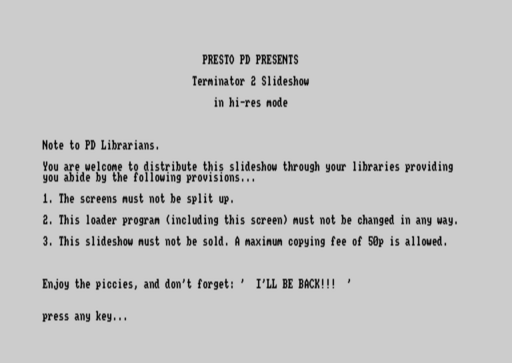 PRESTO PD PRESENTS
Terminator 2 Slideshow
in hi-res mode
Note to PD Librarians.
You are welcome to distribute this slideshow through your libraries providing
you abide by the following provisions...
1. The screens must not be split up.
2. This loader program (including this screen) must not be changed in any way.
3. This slideshow must not be sold. A maximum copying fee of 50p is allowed.
Enjoy the piccies, and don't forget: '  I'LL BE BACK!!!  '
press any key...